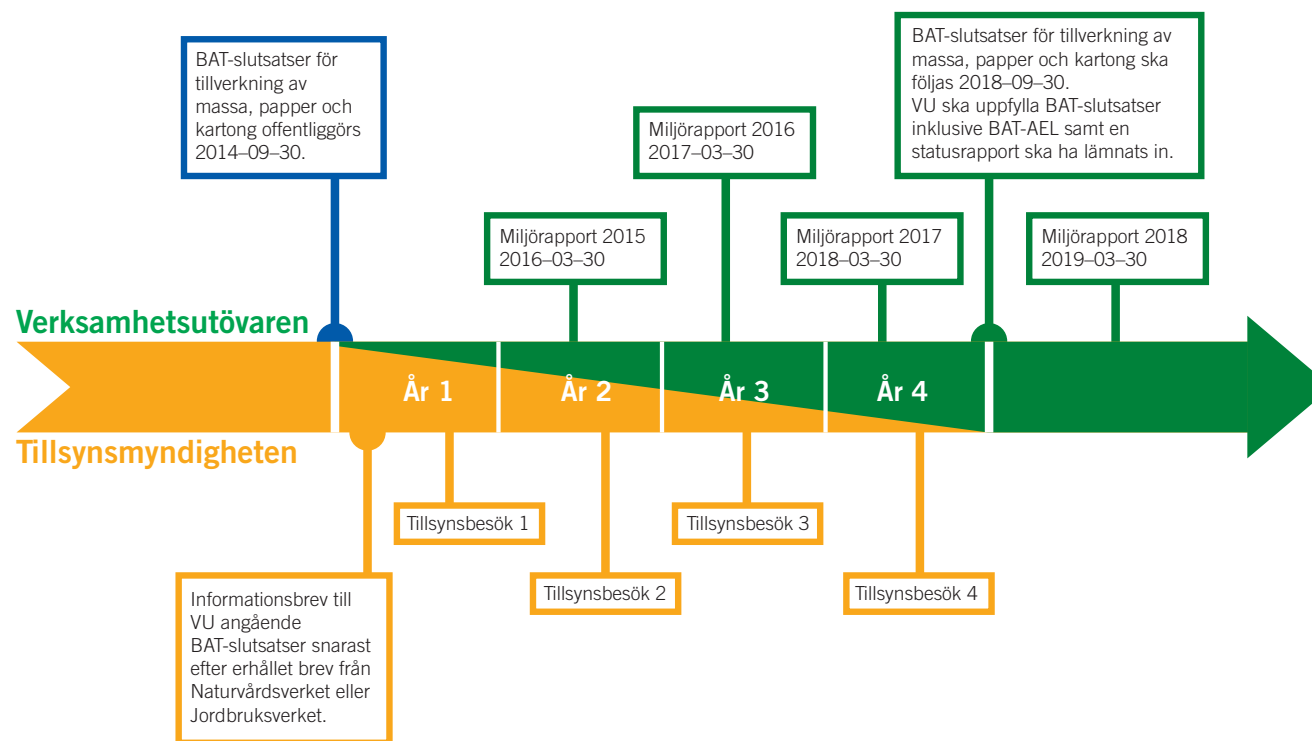 BAT-slutsatser för
tillverkning av
massa, papper och
kartong offentliggörs
2014–09–30.
Miljörapport 2016
2017–03–30
BAT-slutsatser för tillverkning av
massa, papper och kartong ska
följas 2018–09–30.
VU ska uppfylla BAT-slutsatser
inklusive BAT-AEL samt en
statusrapport ska ha lämnats in.
Miljörapport 2015
2016–03–30
Miljörapport 2017
2018–03–30
Miljörapport 2018
2019–03–30
Verksamhetsutövaren
År 1
År 2
År 3
År 4
Tillsynsmyndigheten
Tillsynsbesök 1
Tillsynsbesök 3
Tillsynsbesök 2
Tillsynsbesök 4
Informationsbrev till
VU angående
BAT-slutsatser snarast
efter erhållet brev från
Naturvårdsverket eller
Jordbruksverket.